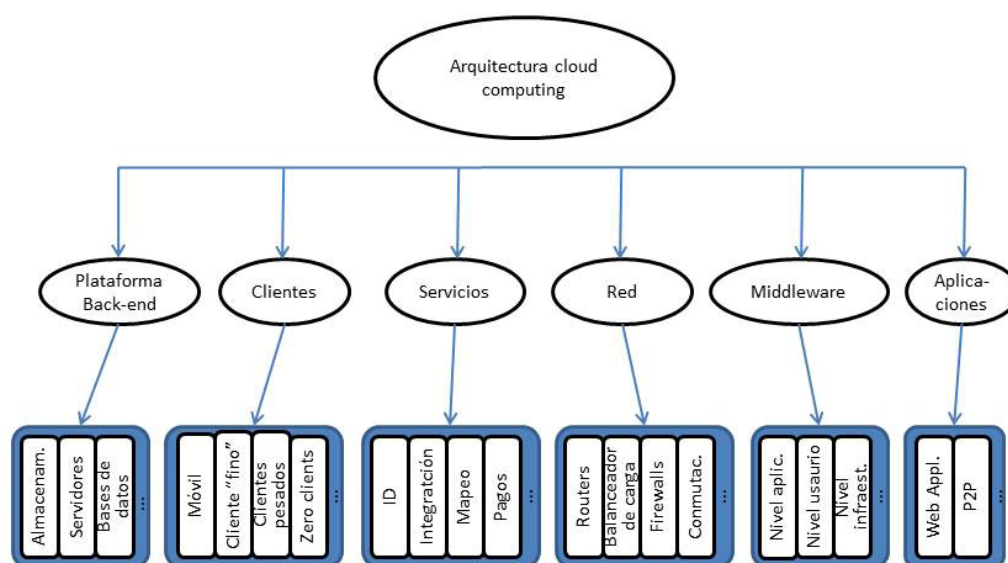 Arquitectura cloud
computing
Plataforma
Back-end
Clientes
Servicios
Red
Middleware
Aplica-
ciones
Almacenam.
Servidores
Bases de
datos
...
Móvil
Cliente “fino”
Clientes
pesados
Zero clients
...
ID
Integratción
Mapeo
Pagos
...
Routers
Balanceador
de carga
Firewalls
Conmutac.
...
Nivel aplic.
Nivel usuario
Nivel
infraest.
...
Web Appl.
P2P
...